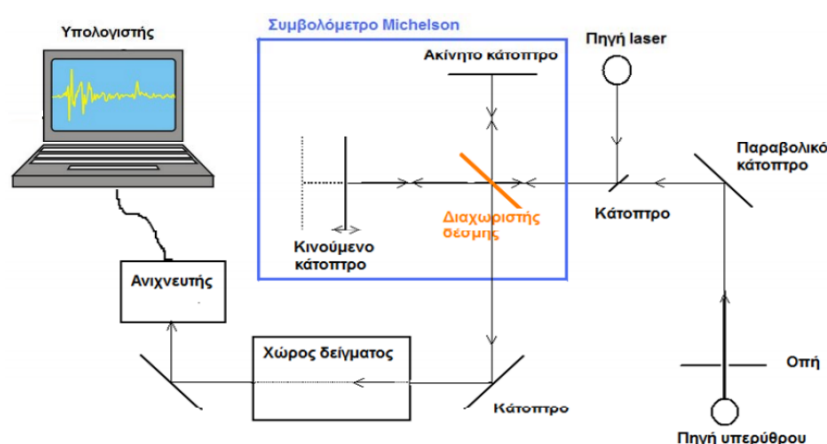 Υπολογιστής
Συμβολόμετρο Michelson
Ακίνητο κάτοπτρο
Πηγή laser
Παραβολικό
κάτοπτρο
Κάτοπτρο
Διαχωριστής
δέσμης
Κινούμενο
κάτοπτρο
Ανιχνευτής
Χώρος δείγματος
Κάτοπτρο
Οπή
Πηγή υπερύθρου